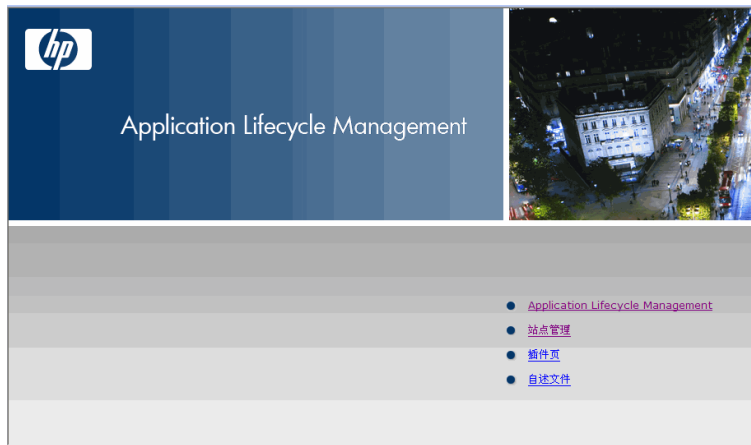 hp
Application Lifecycle Management
Application Lifecycle Management
站点管理
插件页
自述文件